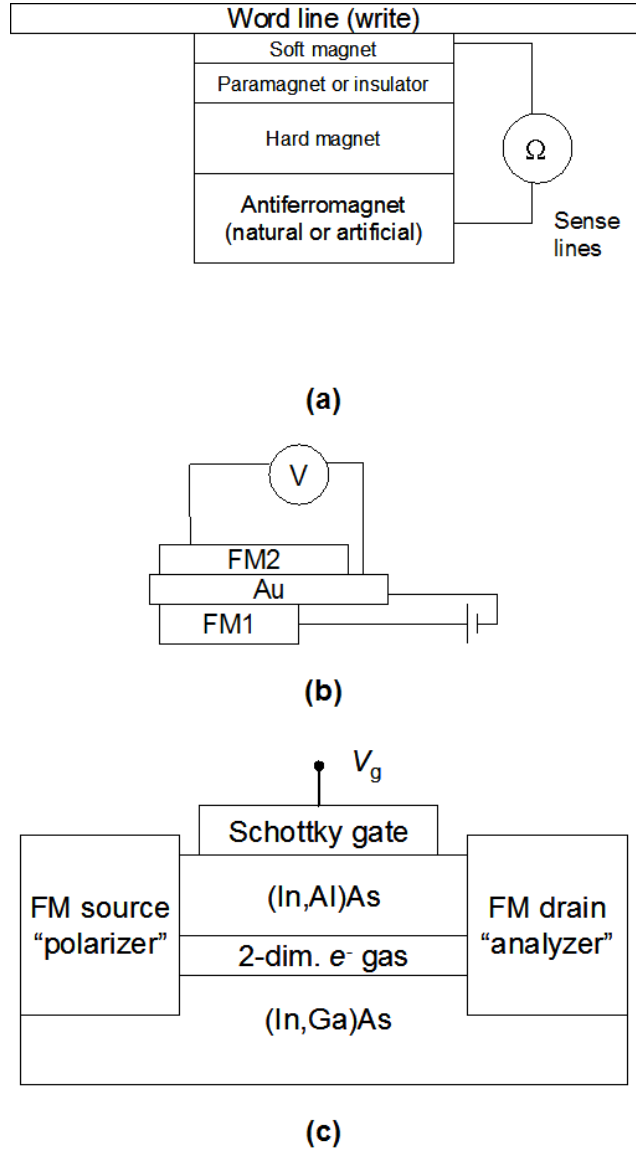 Word line (write)
Soft magnet
Paramagnet or insulator
Hard magnet
Ω
Antiferromagnet
(natural or artificial)
Sense
lines
(a)
V
FM2
Au
FM1
(b)
Vg
Schottky gate
FM source
“polarizer”
(In,Al)As
2-dim. e- gas
(In,Ga)As
FM drain
“analyzer”
(c)